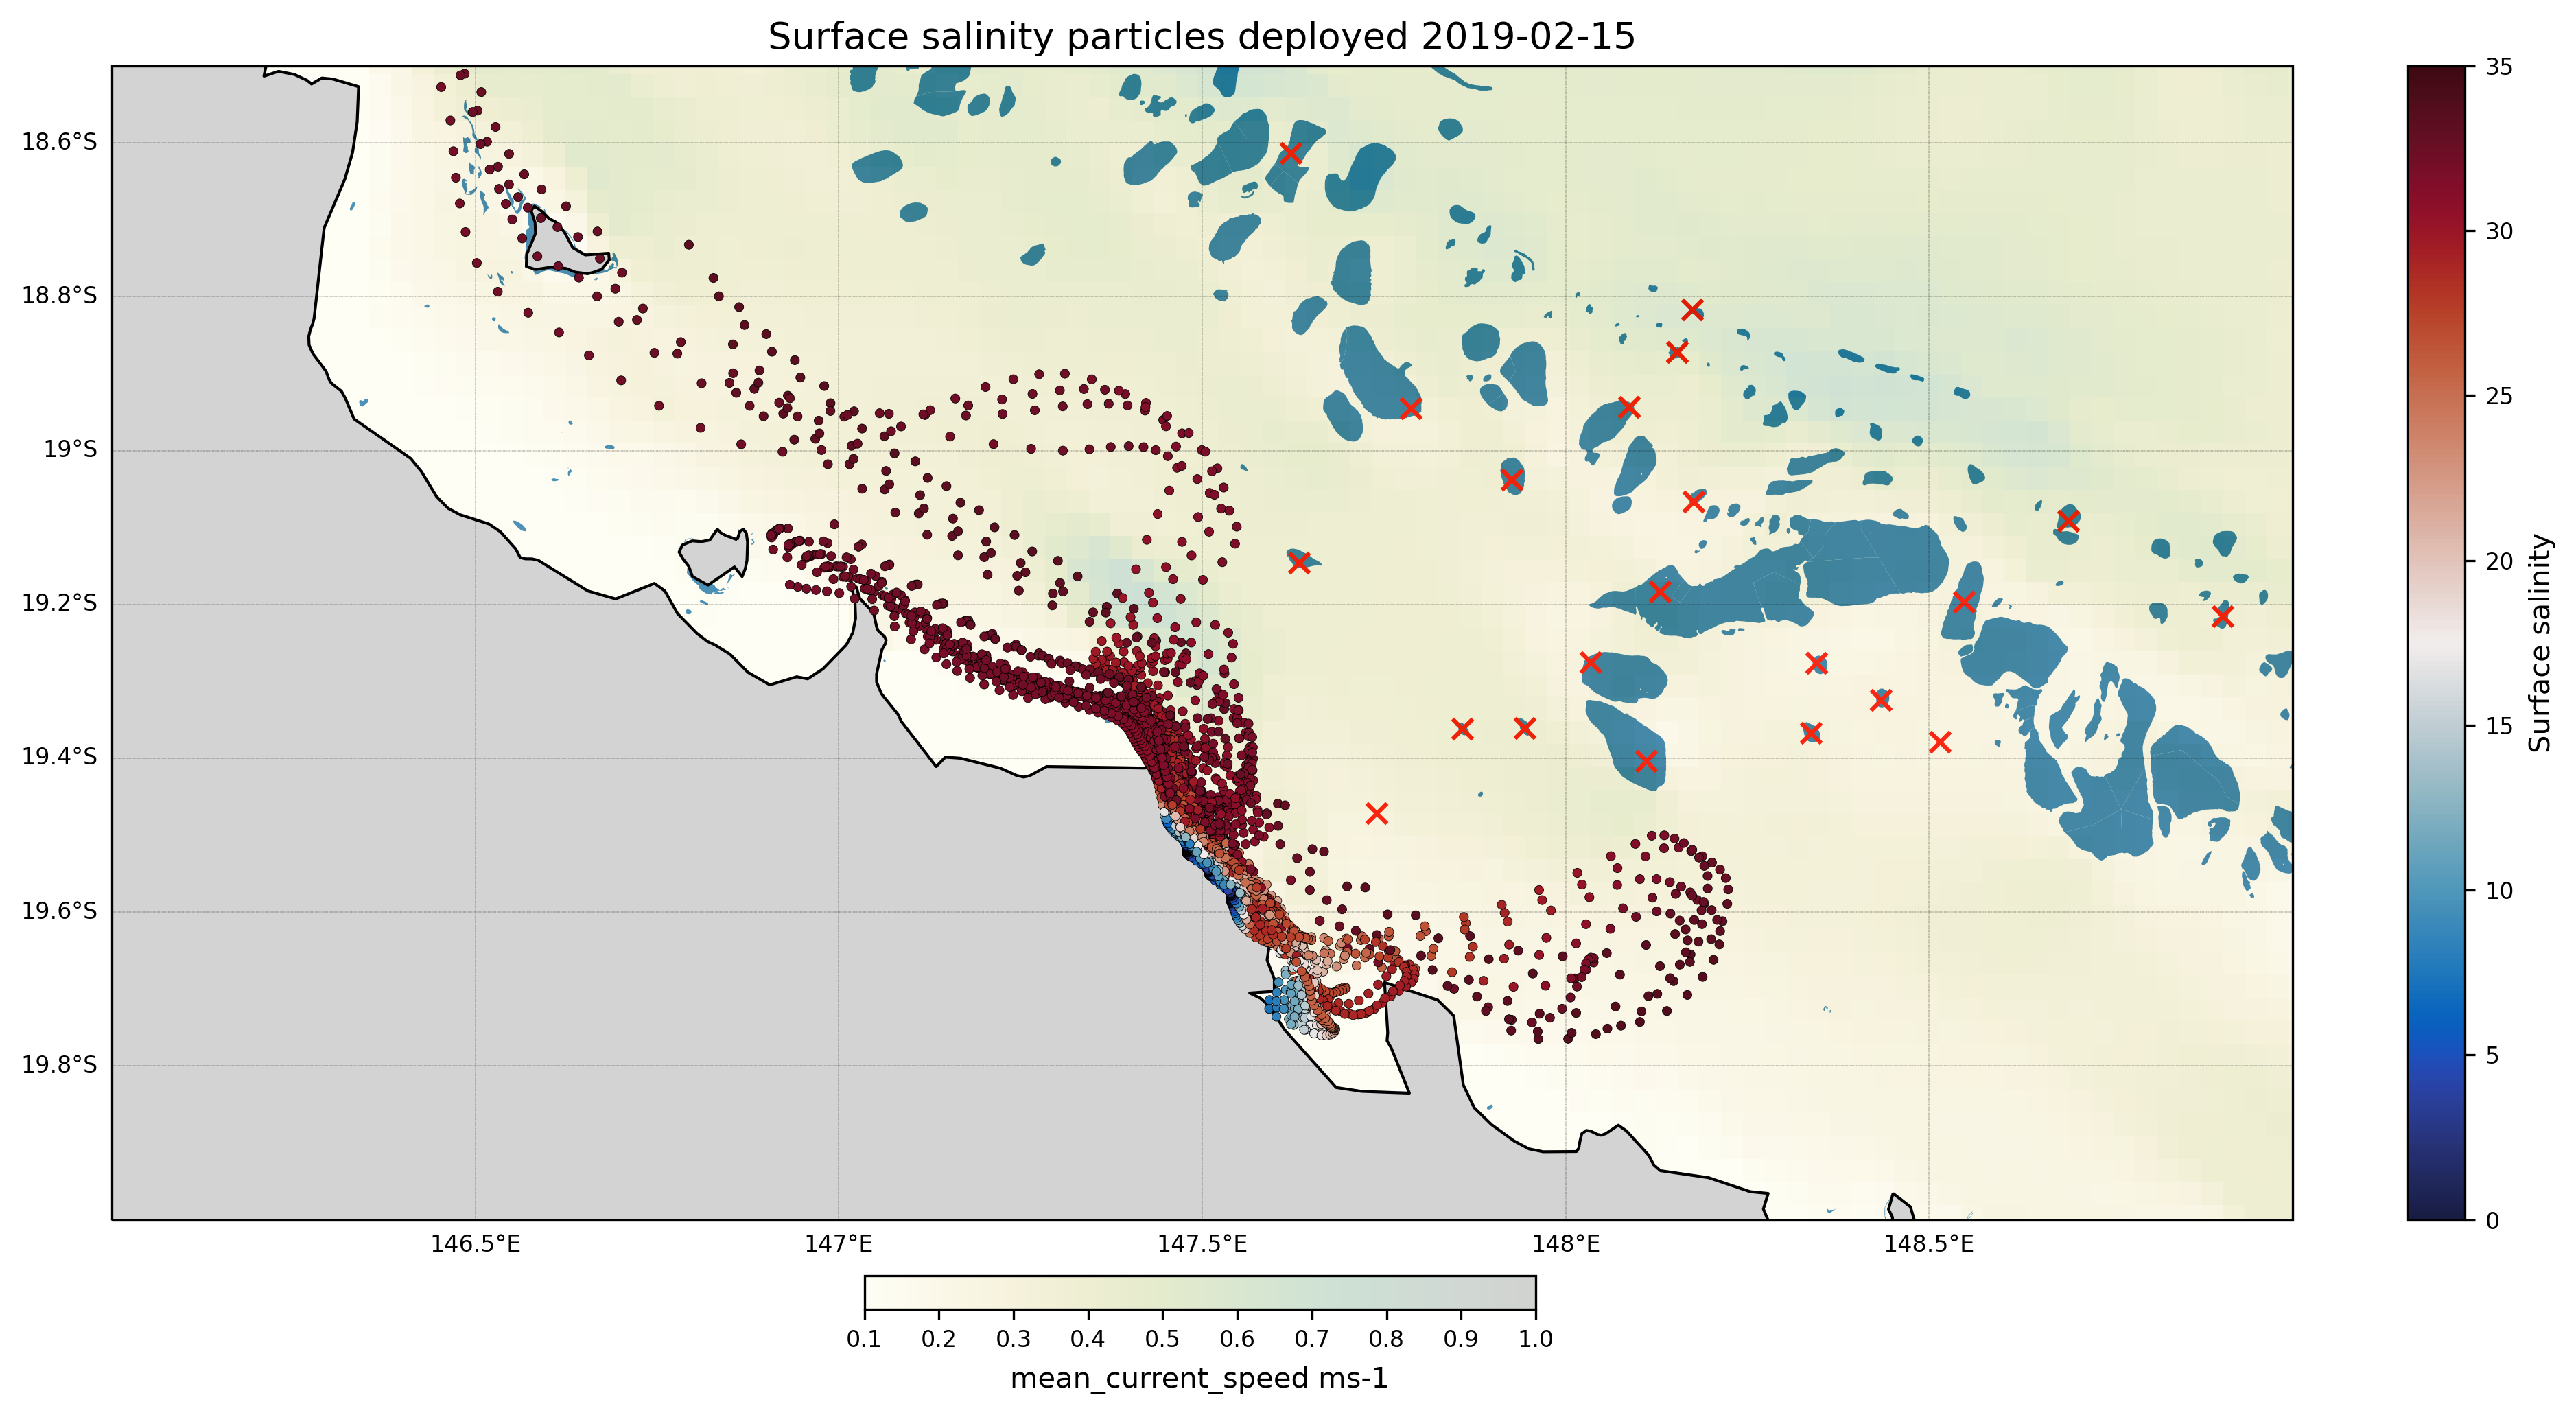 Surface salinity particles deployed 2019-02-15
18.6°S
18.8°S
19°S
19.2°S
19.4°S
19.6°S
19.8°S
146.5°E
147°E
147.5°E
148°E
148.5°E
35
30
25
20
15
10
5
0
Surface salinity
0.1
0.2
0.3
0.4
0.5
0.6
0.7
0.8
0.9
1.0
mean_current_speed ms-1